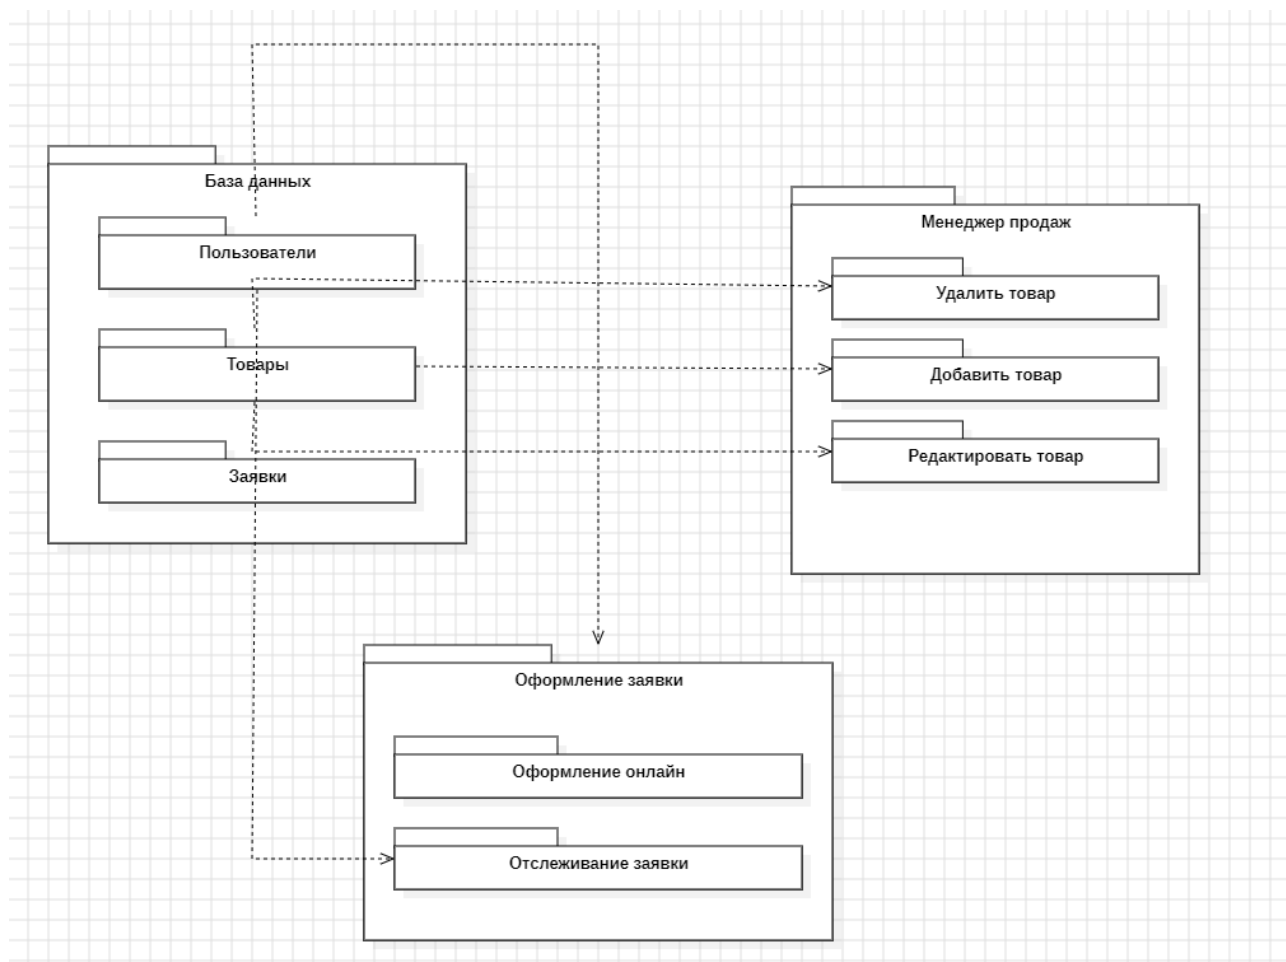 База данных
Пользователи
Товары
Заявки
Менеджер продаж
Удалить товар
Добавить товар
Редактировать товар
Оформление заявки
Оформление онлайн
Отслеживание заявки